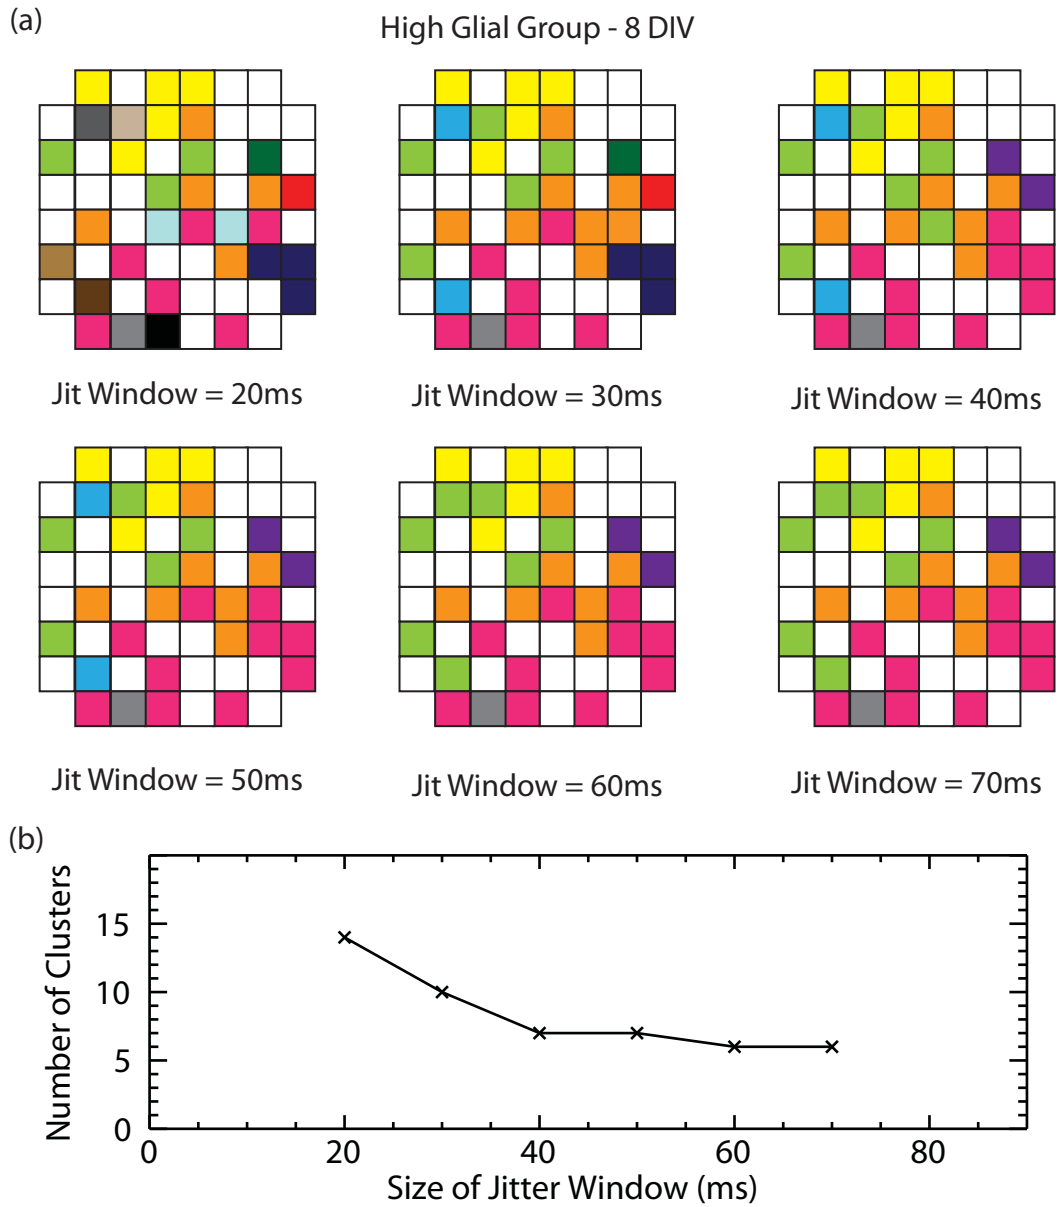 (a)
High Glial Group - 8 DIV
Jit Window = 20ms
Jit Window = 30ms
Jit Window = 40ms
Jit Window = 50ms
Jit Window = 60ms
Jit Window = 70ms
(b)
Number of Clusters
15
10
5
0
0 20 40 60 80
Size of Jitter Window (ms)